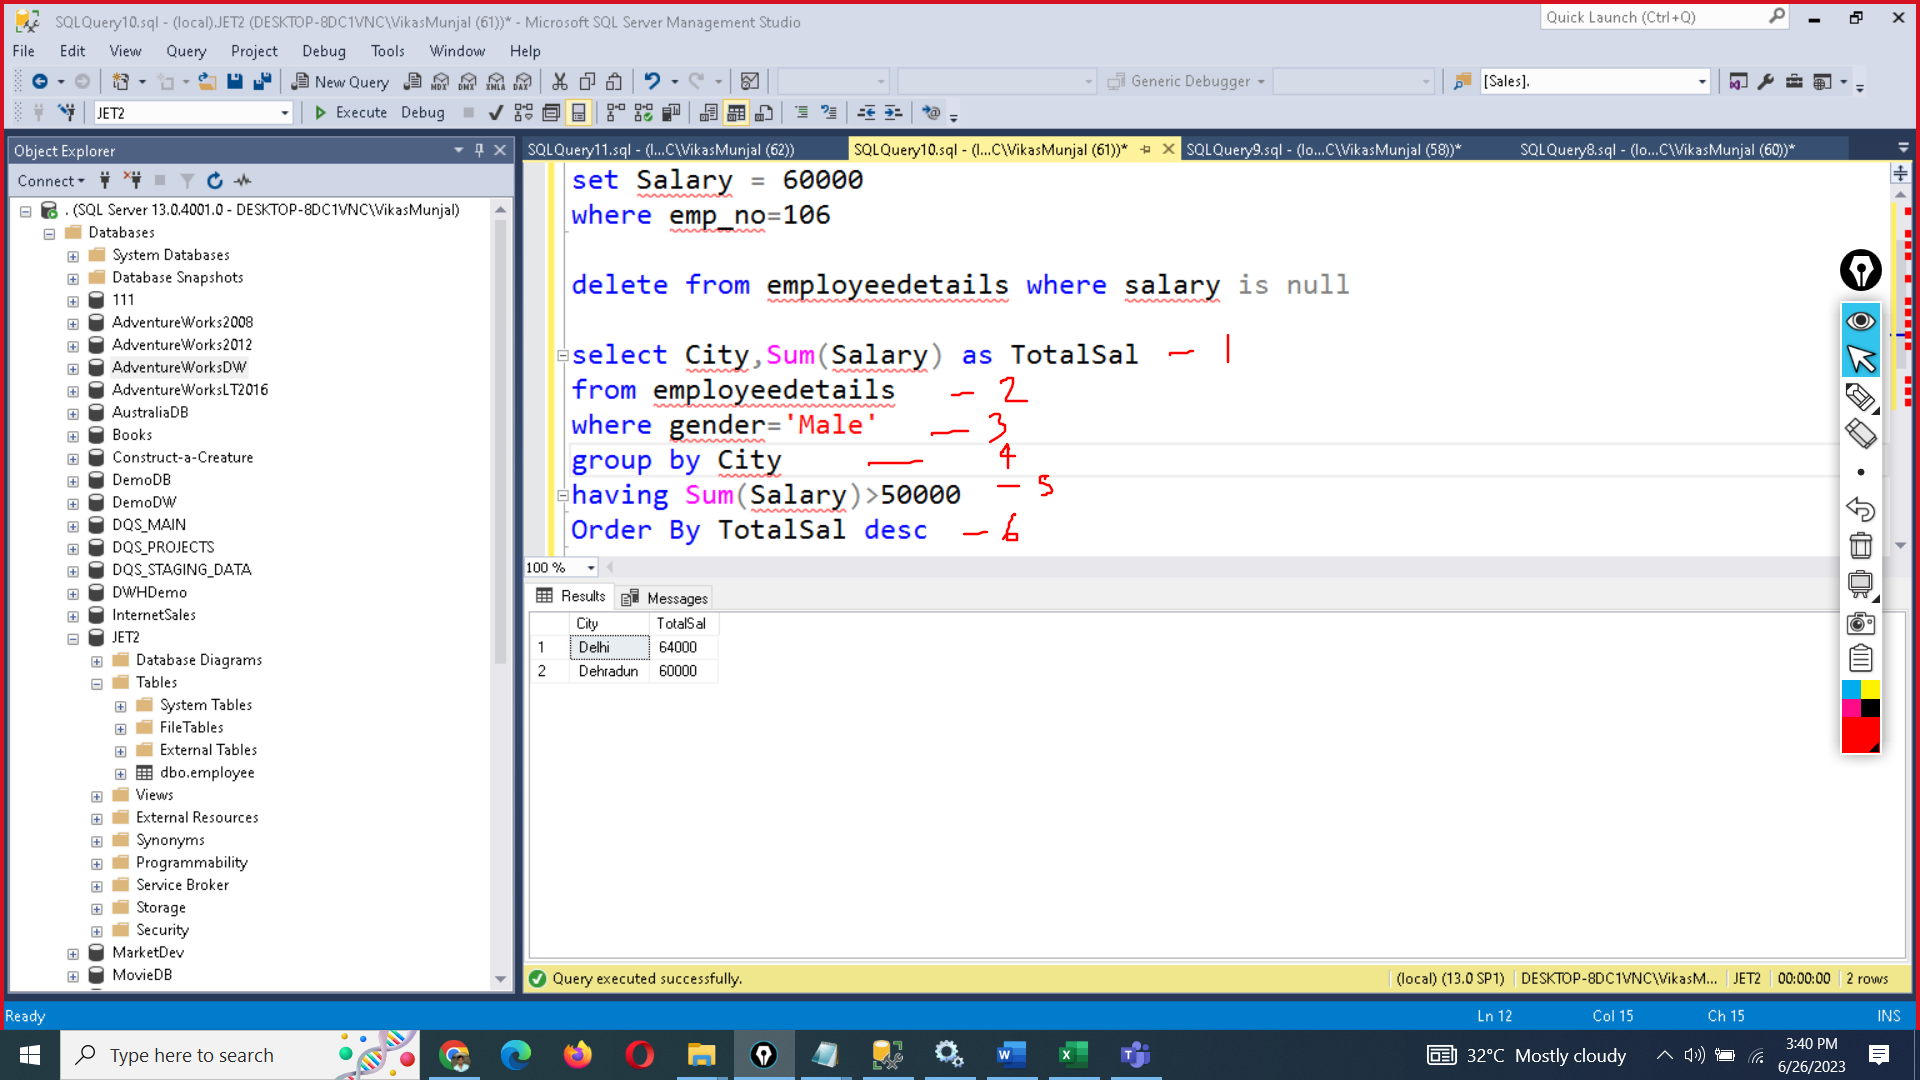 SQLQuery10.sql - (local).JET2 (DESKTOP-8DC1VNC\VikasMunjal (61))* - Microsoft SQL Server Management Studio
Quick Launch (Ctrl+Q)
File Edit View Query Project Debug Tools Window Help
New Query MDX DMX XMLA DAX Generic Debugger [Sales].
JET2 Execute Debug
Object Explorer
Connect
. (SQL Server 13.0.4001.0 - DESKTOP-8DC1VNC\VikasMunjal)
Databases
System Databases
Database Snapshots
111
AdventureWorks2008
AdventureWorks2012
AdventureWorksDW
AdventureWorksLT2016
AustraliaDB
Books
Construct-a-Creature
DemoDB
DemoDW
DQS_MAIN
DQS_PROJECTS
DQS_STAGING_DATA
DWHDemo
InternetSales
JET2
Database Diagrams
Tables
System Tables
FileTables
External Tables
dbo.employee
Views
External Resources
Synonyms
Programmability
Service Broker
Storage
Security
MarketDev
MovieDB
SQLQuery11.sql - (l...C\VikasMunjal (62)) SQLQuery10.sql - (l...C\VikasMunjal (61))* SQLQuery9.sql - (lo...C\VikasMunjal (58))* SQLQuery8.sql - (lo...C\VikasMunjal (60))*
set Salary = 60000
where emp_no=106
delete from employeedetails where salary is null
select City,Sum(Salary) as TotalSal - 1
from employeedetails - 2
where gender='Male' - 3
group by City - 4
having Sum(Salary)>50000 - 5
Order By TotalSal desc - 6
100 %
Results Messages
City TotalSal
1 Delhi 64000
2 Dehradun 60000
Query executed successfully. (local) (13.0 SP1) DESKTOP-8DC1VNC\VikasM... JET2 00:00:00 2 rows
Ready Ln 12 Col 15 Ch 15 INS
Type here to search 32°C Mostly cloudy 3:40 PM
6/26/2023